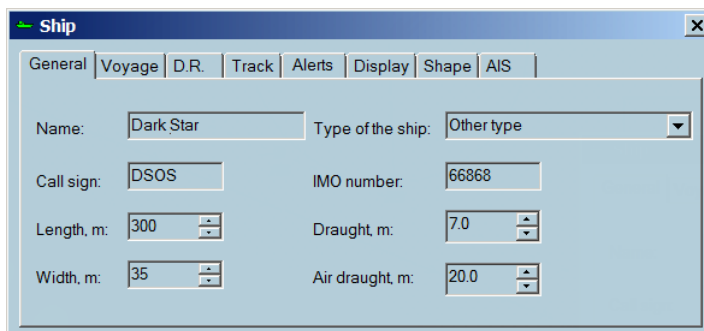 Ship
General Voyage D.R. Track Alerts Display Shape AIS
Name: Dark Star Type of the ship: Other type
Call sign: DSOS IMO number: 66868
Length, m: 300 Draught, m: 7.0
Width, m: 35 Air draught, m: 20.0